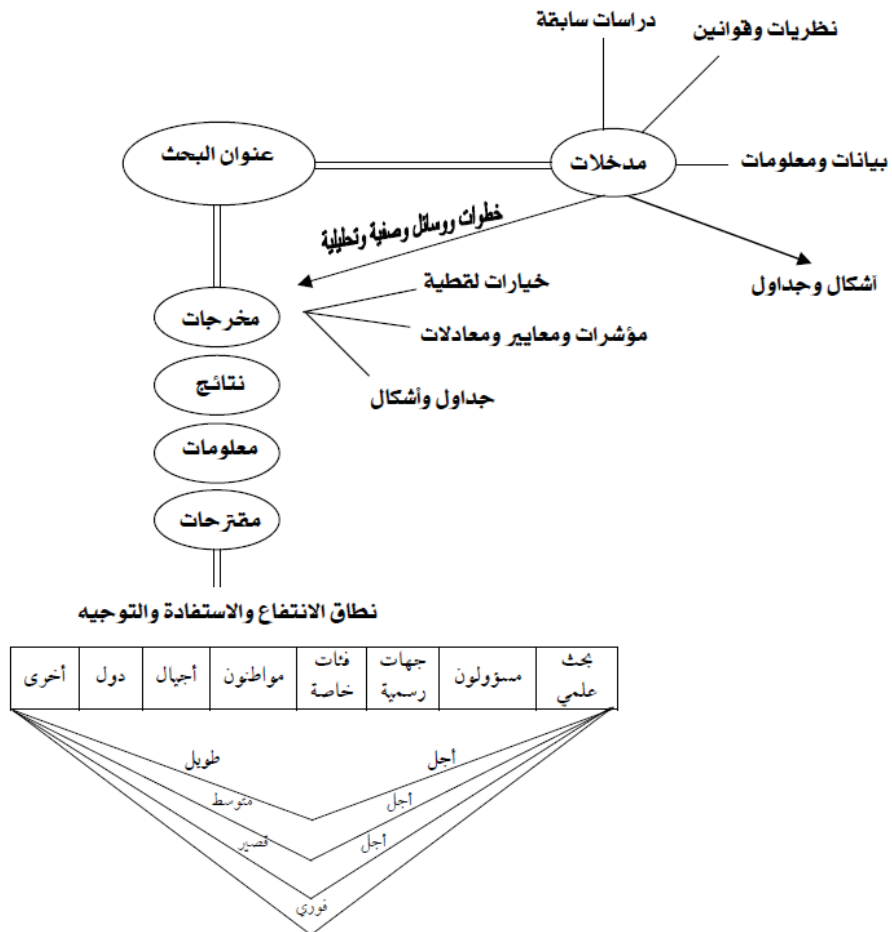 دراسات سابقة
نظريات وقوانين
عنوان البحث
مدخلات
بيانات ومعلومات
خطوات ووسائل وصفية وتحليلية
أشكال وجداول
خيارات لقطية
مخرجات
مؤشرات ومعايير ومعادلات
نتائج
جداول وأشكال
معلومات
مقترحات
نطاق الانتفاع والاستفادة والتوجيه
بحث علمي
مسؤولون
جهات رسمية
فئات خاصة
مواطنون
أجيال
دول
أخرى
أجل طويل
أجل متوسط
أجل قصير
فوري